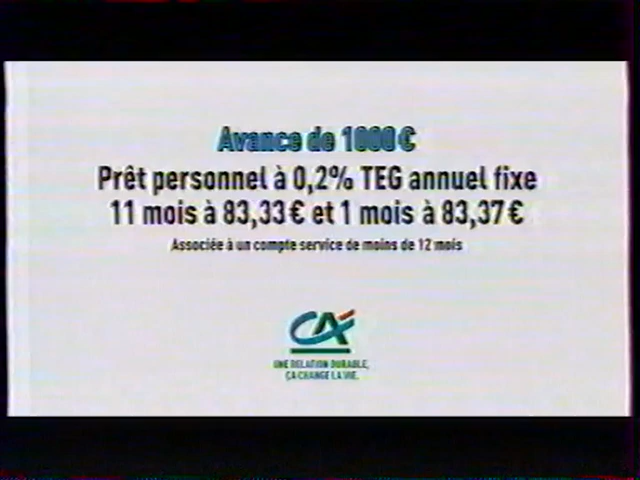 Avance de 1000 €
Prêt personnel à 0,2% TEG annuel fixe
11 mois à 83,33 € et 1 mois à 83,37 €
Associée à un compte service de moins de 12 mois
CA
UNE RELATION DURABLE,
ÇA CHANGE LA VIE.